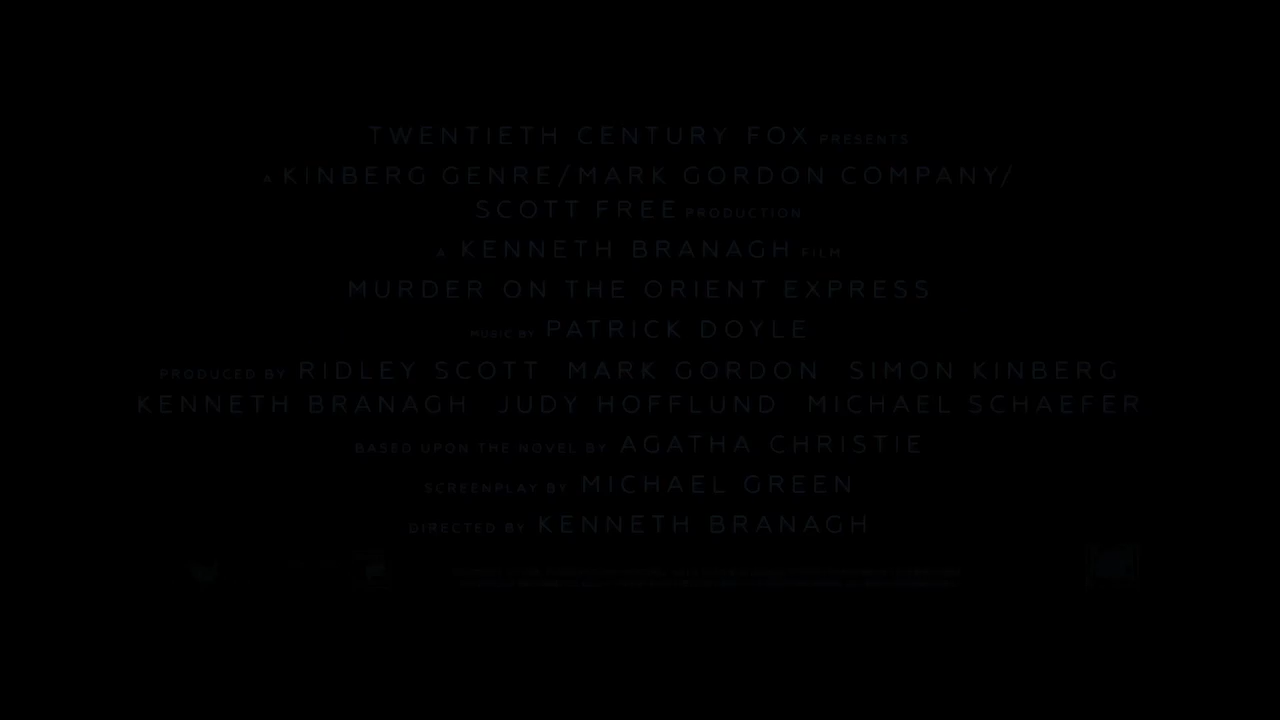 TWENTIETH CENTURY FOX PRESENTS
A KINBERG GENRE/MARK GORDON COMPANY/
SCOTT FREE PRODUCTION
A KENNETH BRANAGH FILM
MURDER ON THE ORIENT EXPRESS
MUSIC BY PATRICK DOYLE
PRODUCED BY RIDLEY SCOTT MARK GORDON SIMON KINBERG
KENNETH BRANAGH JUDY HOFFLUND MICHAEL SCHAEFER
BASED UPON THE NOVEL BY AGATHA CHRISTIE
SCREENPLAY BY MICHAEL GREEN
DIRECTED BY KENNETH BRANAGH